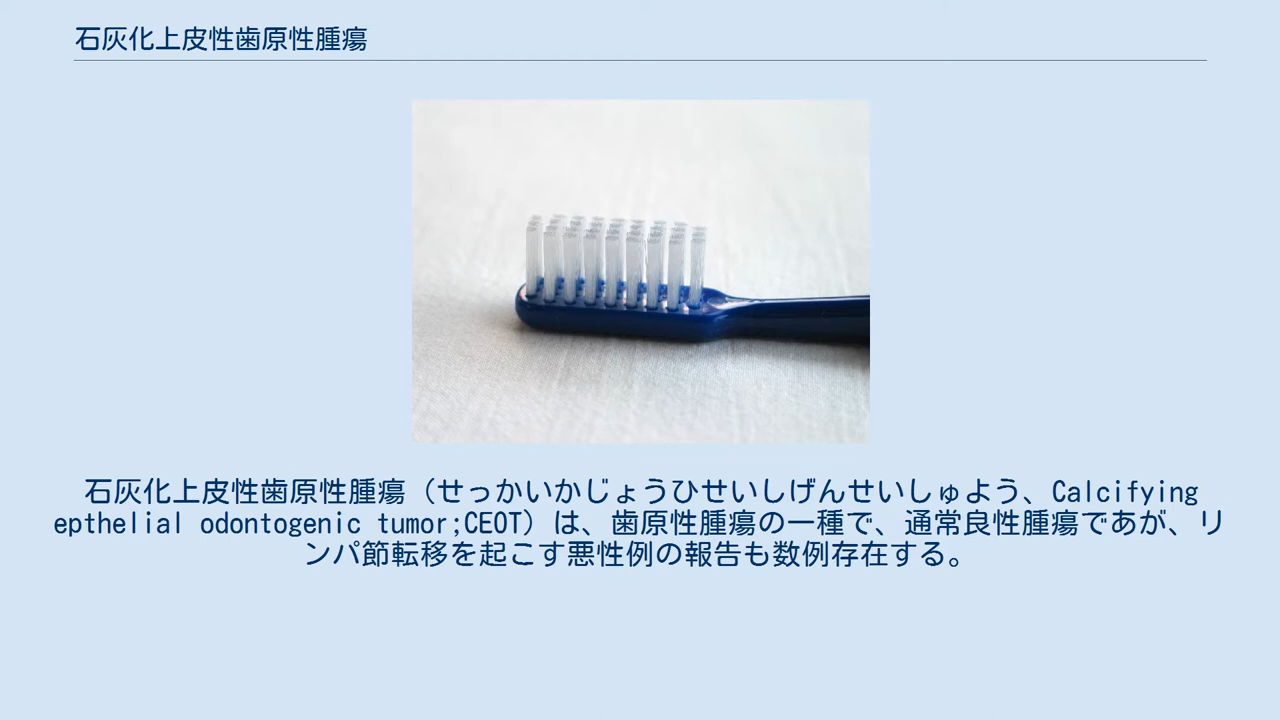 石灰化上皮性歯原性腫瘍
石灰化上皮性歯原性腫瘍（せっかいかじょうひせいしげんせいしゅよう、Calcifying
epthelial odontogenic tumor;CEOT）は、歯原性腫瘍の一種で、通常良性腫瘍であが、リ
ンパ節転移を起こす悪性例の報告も数例存在する。